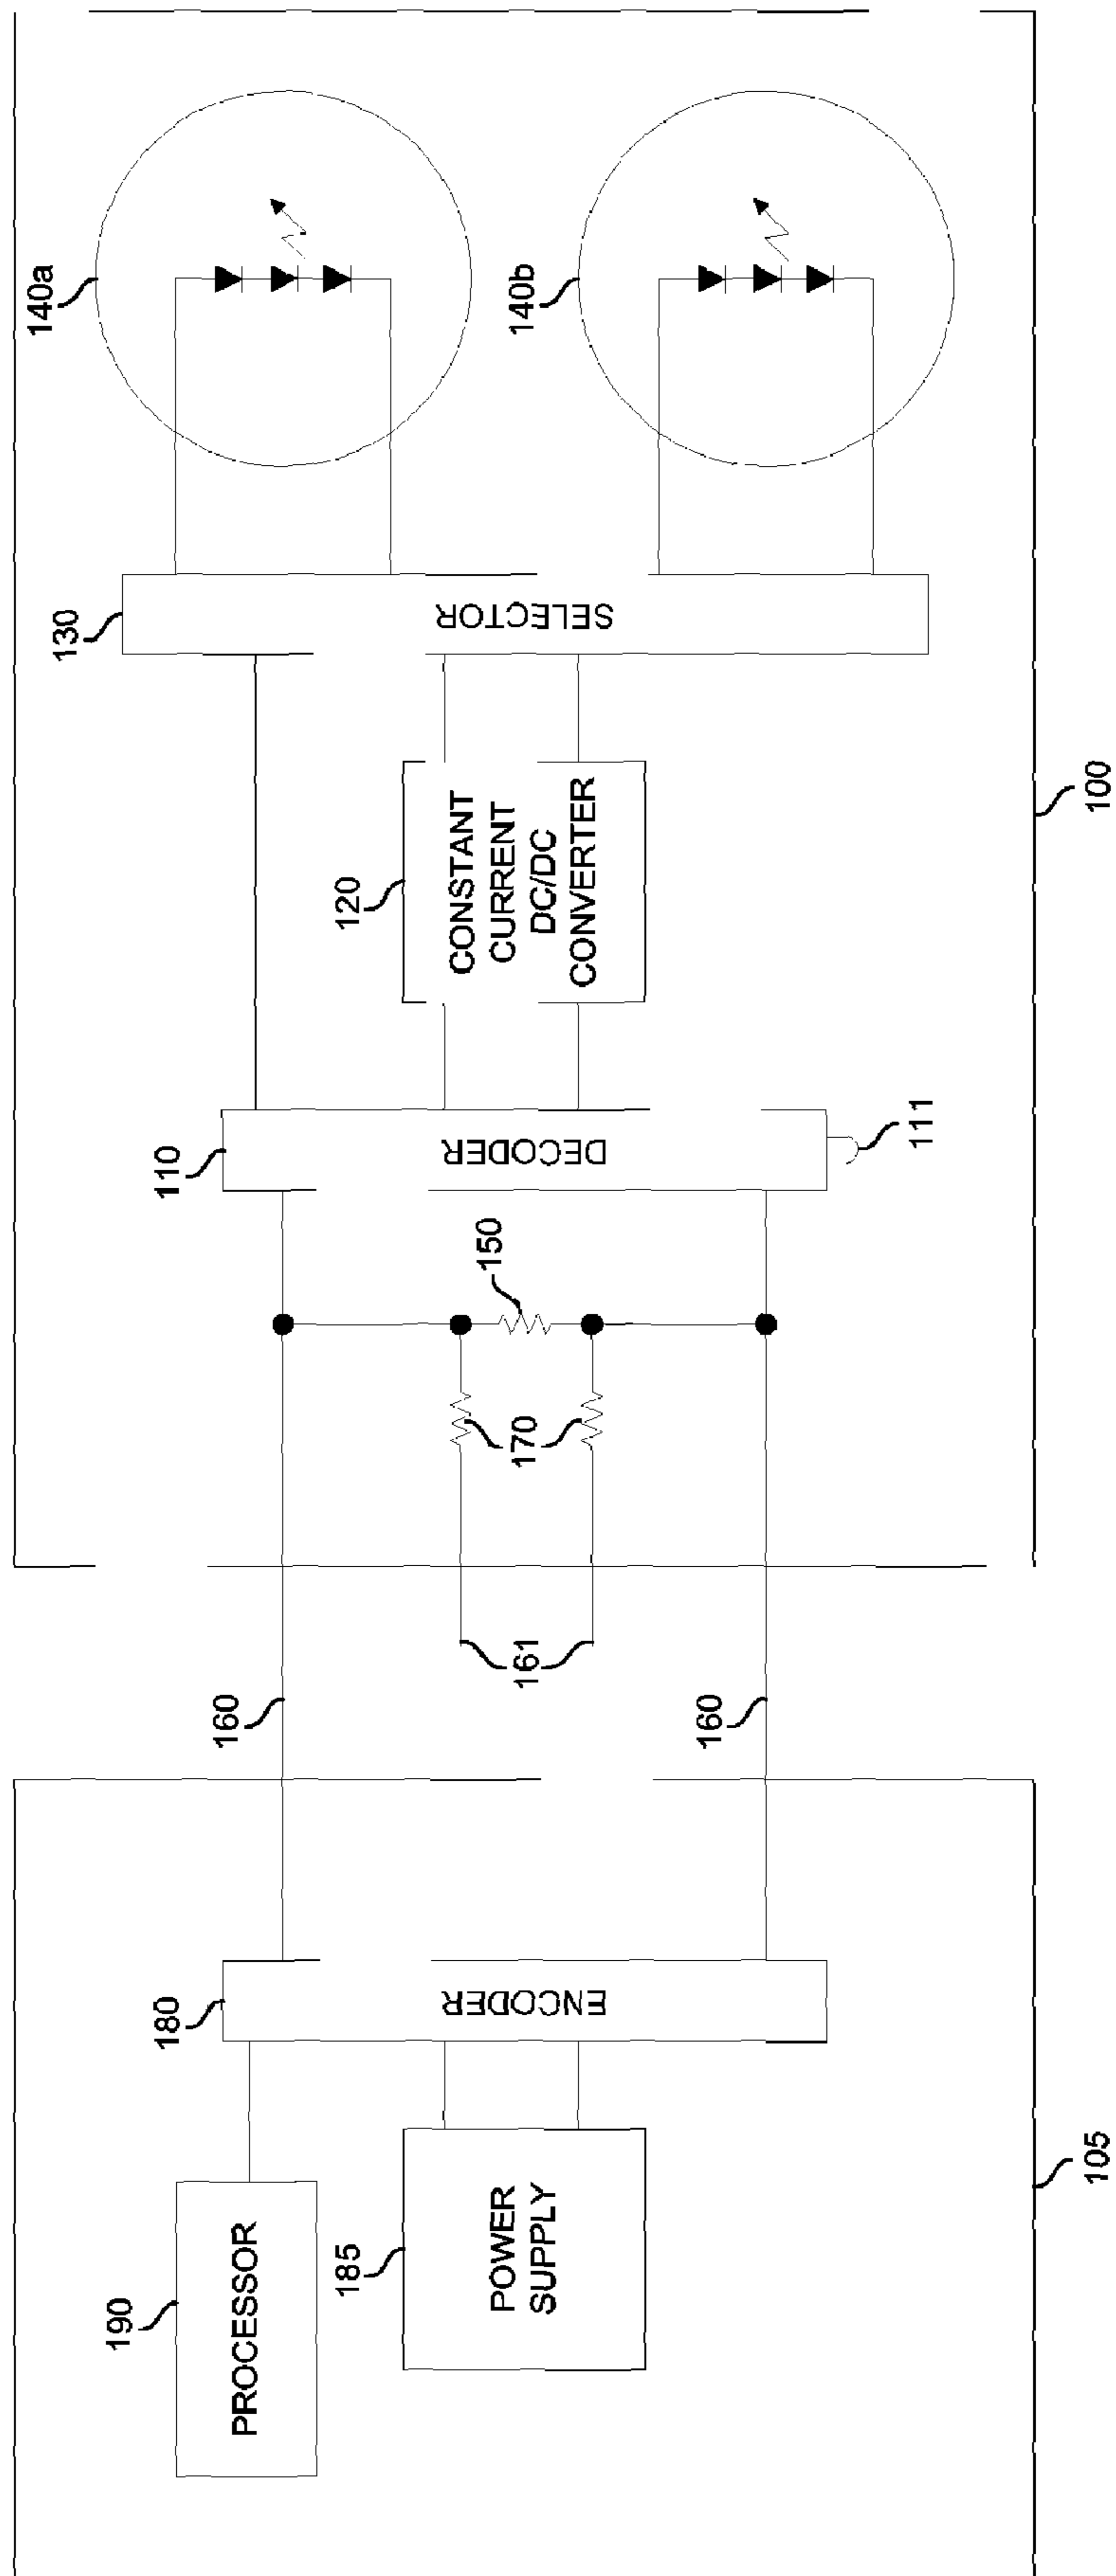 190
PROCESSOR
185
POWER
SUPPLY
180
ENCODER
105
160
160
161
170
150
110
DECODER
111
120
CONSTANT
CURRENT
DC/DC
CONVERTER
130
SELECTOR
140a
140b
100